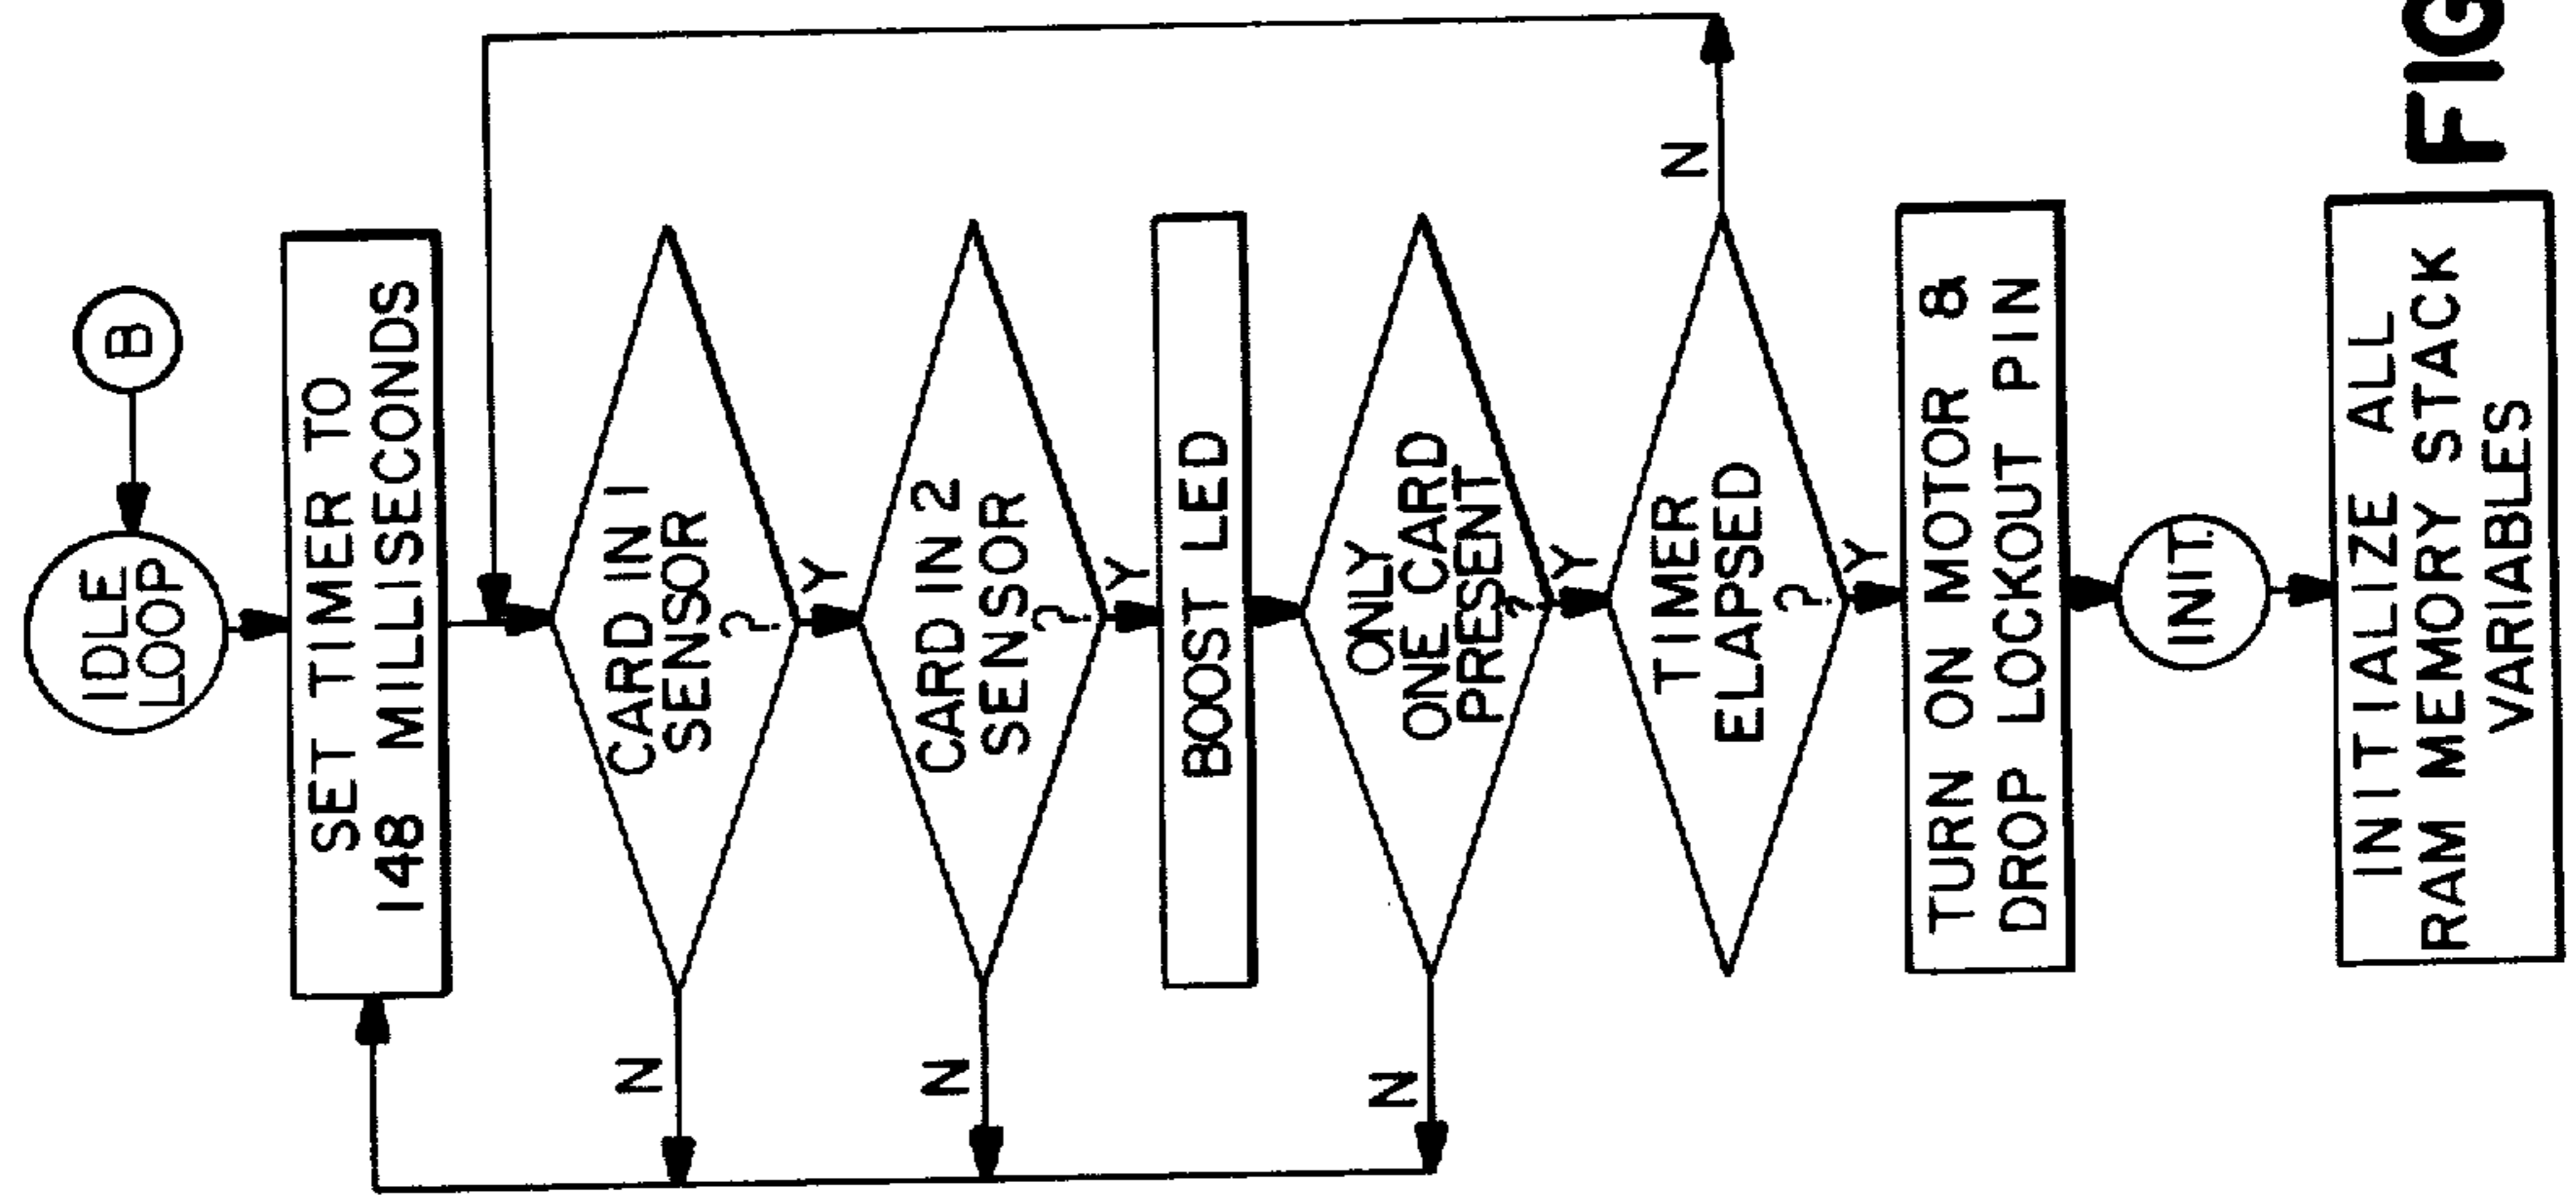 B
IDLE
LOOP
SET TIMER TO
148 MILLISECONDS
CARD IN 1
SENSOR
?
N
Y
CARD IN 2
SENSOR
?
N
Y
BOOST LED
ONLY
ONE CARD
PRESENT
?
N
Y
TIMER
ELAPSED
?
N
Y
TURN ON MOTOR &
DROP LOCKOUT PIN
INIT.
INITIALIZE ALL
RAM MEMORY STACK
VARIABLES
FIG